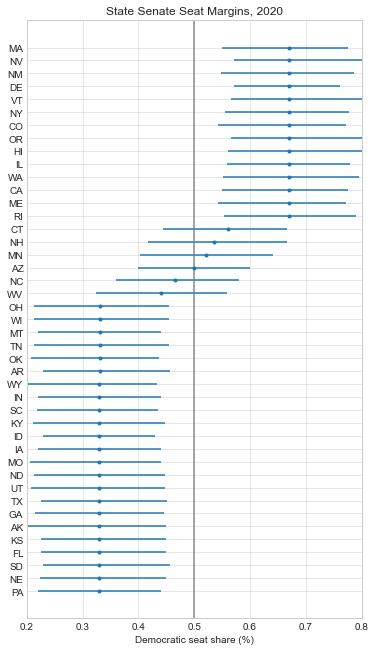 State Senate Seat Margins, 2020
MA
NV
NM
DE
VT
NY
CO
OR
HI
IL
WA
CA
ME
RI
CT
NH
MN
AZ
NC
WV
OH
WI
MT
TN
OK
AR
WY
IN
SC
KY
ID
IA
MO
ND
UT
TX
GA
AK
KS
FL
SD
NE
PA
0.2 0.3 0.4 0.5 0.6 0.7 0.8
Democratic seat share (%)